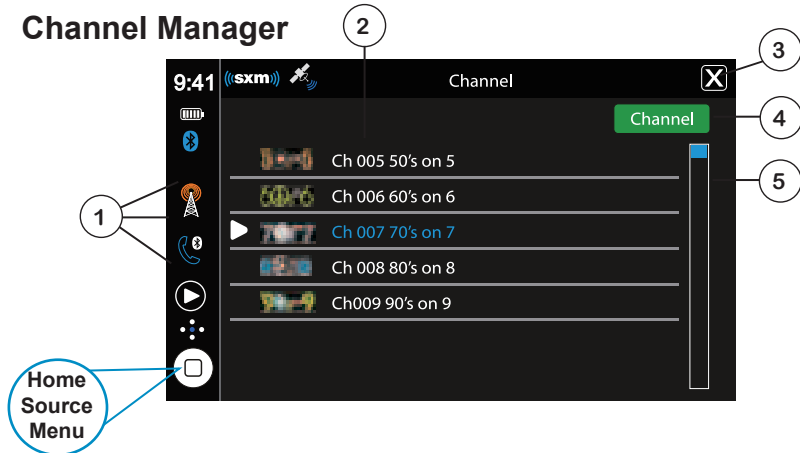 Channel Manager
2
3
9:41
((sxm))
Channel
X
Channel
4
Ch 005 50's on 5
5
Ch 006 60's on 6
1
Ch 007 70's on 7
Ch 008 80's on 8
Ch009 90's on 9
Home
Source
Menu